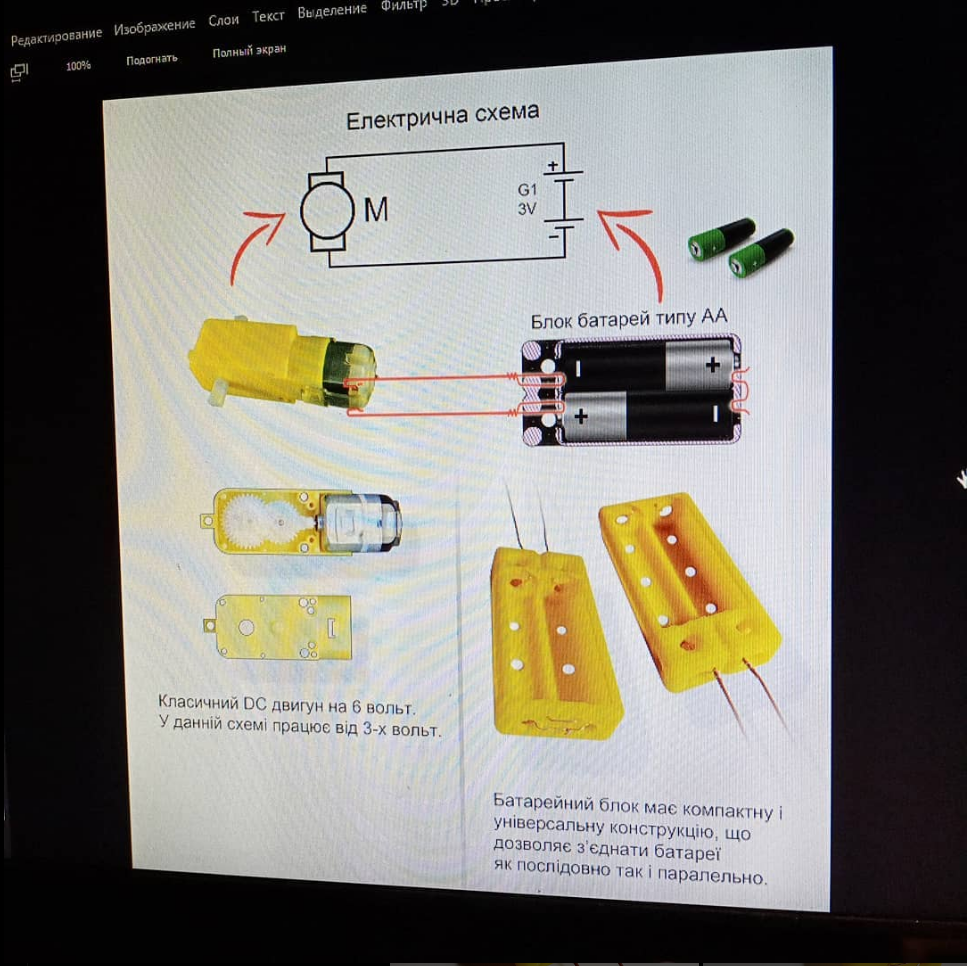 Редактирование Изображение Слои Текст Выделение Фильтр 3D
100% Подогнать Полный экран
Електрична схема
+
G1
M
3V
-
Блок батарей типу АА
- +
+ -
Класичний DC двигун на 6 вольт.
У данній схемі працює від 3-х вольт.
Батарейний блок має компактну і
універсальну конструкцію, що
дозволяє з'єднати батареї
як послідовно так і паралельно.